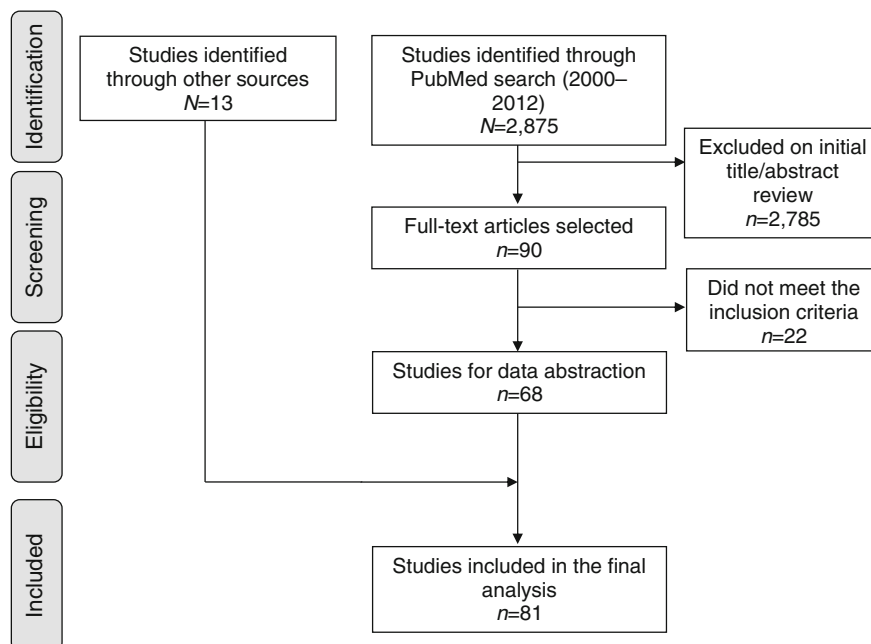 Identification
Studies identified
through other sources
N=13
Studies identified through
PubMed search (2000–
2012)
N=2,875
Excluded on initial
title/abstract
review
n=2,785
Screening
Full-text articles selected
n=90
Did not meet the
inclusion criteria
n=22
Eligibility
Studies for data abstraction
n=68
Included
Studies included in the final
analysis
n=81